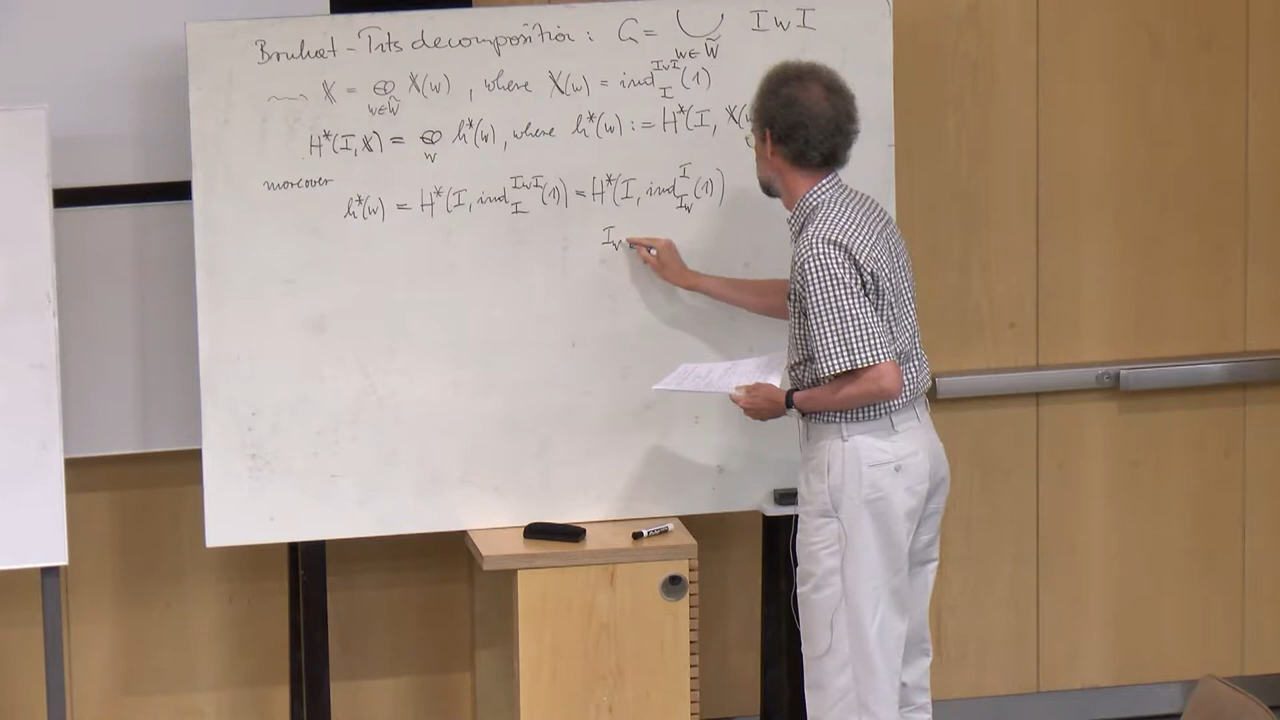 Bruhat-Tits decomposition: G = ⋃_{w∈W̃} IwI
⇝ 𝕏 = ⊕_{w∈W̃} 𝕏(w), where 𝕏(w) = ind_I^{IwI}(1)
H*(I,𝕏) = ⊕_w h*(w), where h*(w) := H*(I, 𝕏(w
moreover
h*(w) = H*(I, ind_I^{IwI}(1)) = H*(I, ind_{I_w}^I(1))
I_w